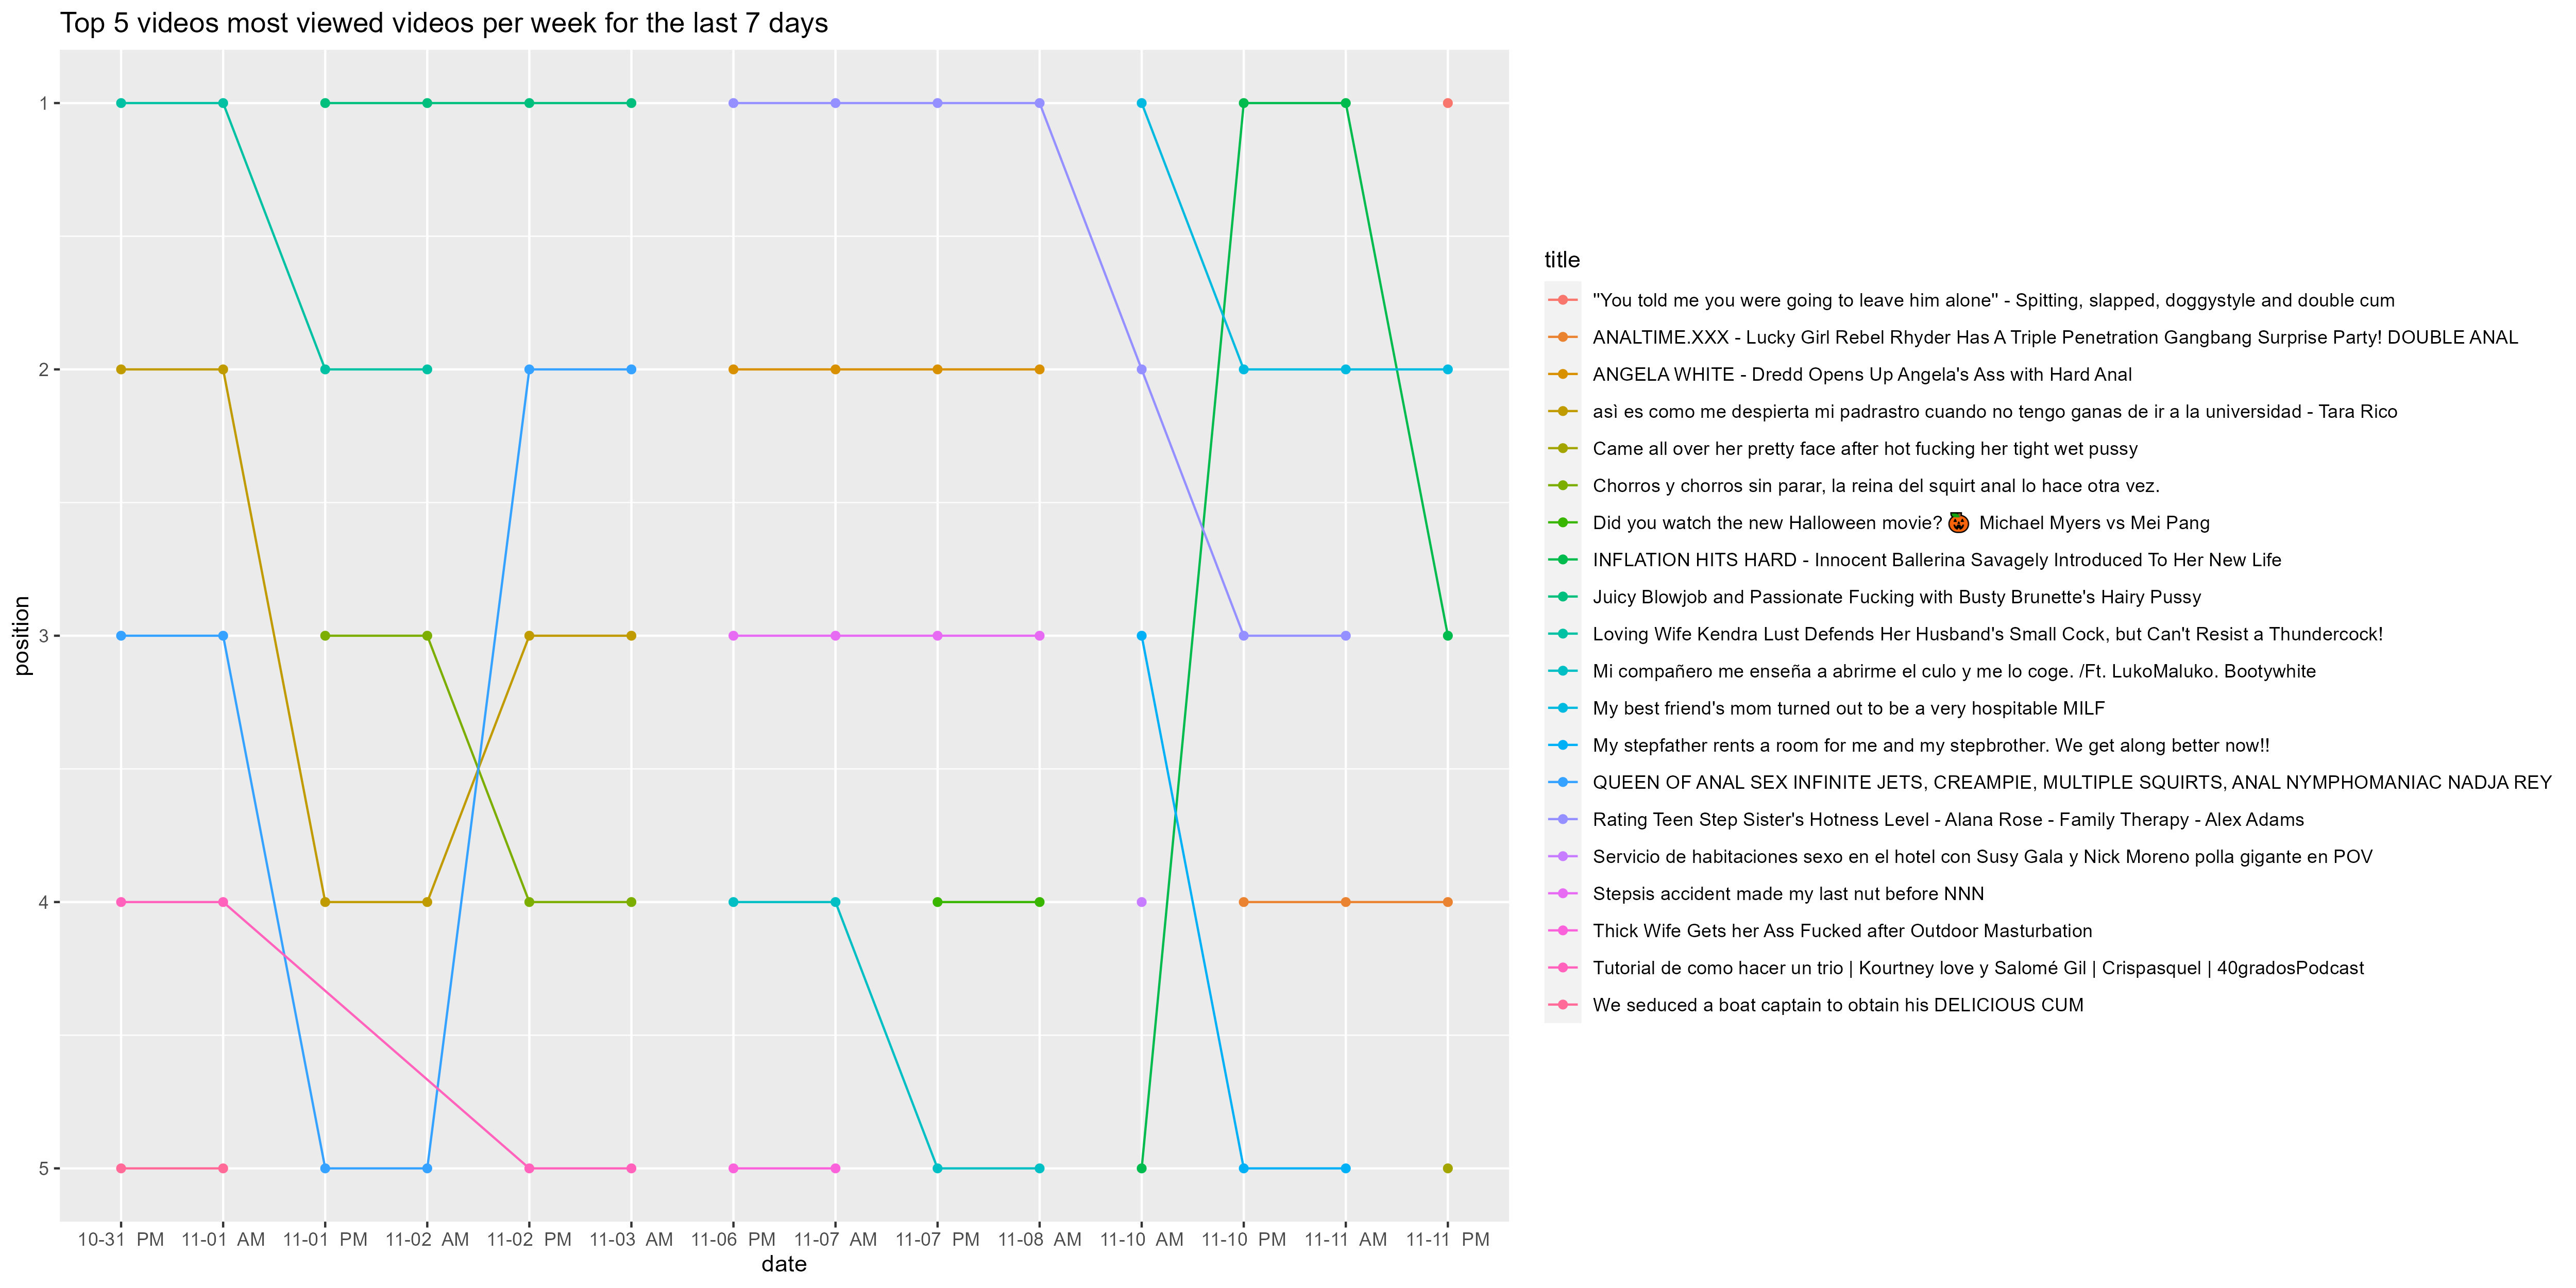 Top 5 videos most viewed videos per week for the last 7 days
position
1
2
3
4
5
10-31 PM
11-01 AM
11-01 PM
11-02 AM
11-02 PM
11-03 AM
11-06 PM
11-07 AM
11-07 PM
11-08 AM
11-10 AM
11-10 PM
11-11 AM
11-11 PM
date
title
"You told me you were going to leave him alone" - Spitting, slapped, doggystyle and double cum
ANALTIME.XXX - Lucky Girl Rebel Rhyder Has A Triple Penetration Gangbang Surprise Party! DOUBLE ANAL
ANGELA WHITE - Dredd Opens Up Angela's Ass with Hard Anal
asì es como me despierta mi padrastro cuando no tengo ganas de ir a la universidad - Tara Rico
Came all over her pretty face after hot fucking her tight wet pussy
Chorros y chorros sin parar, la reina del squirt anal lo hace otra vez.
Did you watch the new Halloween movie? 🎃 Michael Myers vs Mei Pang
INFLATION HITS HARD - Innocent Ballerina Savagely Introduced To Her New Life
Juicy Blowjob and Passionate Fucking with Busty Brunette's Hairy Pussy
Loving Wife Kendra Lust Defends Her Husband's Small Cock, but Can't Resist a Thundercock!
Mi compañero me enseña a abrirme el culo y me lo coge. /Ft. LukoMaluko. Bootywhite
My best friend's mom turned out to be a very hospitable MILF
My stepfather rents a room for me and my stepbrother. We get along better now!!
QUEEN OF ANAL SEX INFINITE JETS, CREAMPIE, MULTIPLE SQUIRTS, ANAL NYMPHOMANIAC NADJA REY
Rating Teen Step Sister's Hotness Level - Alana Rose - Family Therapy - Alex Adams
Servicio de habitaciones sexo en el hotel con Susy Gala y Nick Moreno polla gigante en POV
Stepsis accident made my last nut before NNN
Thick Wife Gets her Ass Fucked after Outdoor Masturbation
Tutorial de como hacer un trio | Kourtney love y Salomé Gil | Crispasquel | 40gradosPodcast
We seduced a boat captain to obtain his DELICIOUS CUM